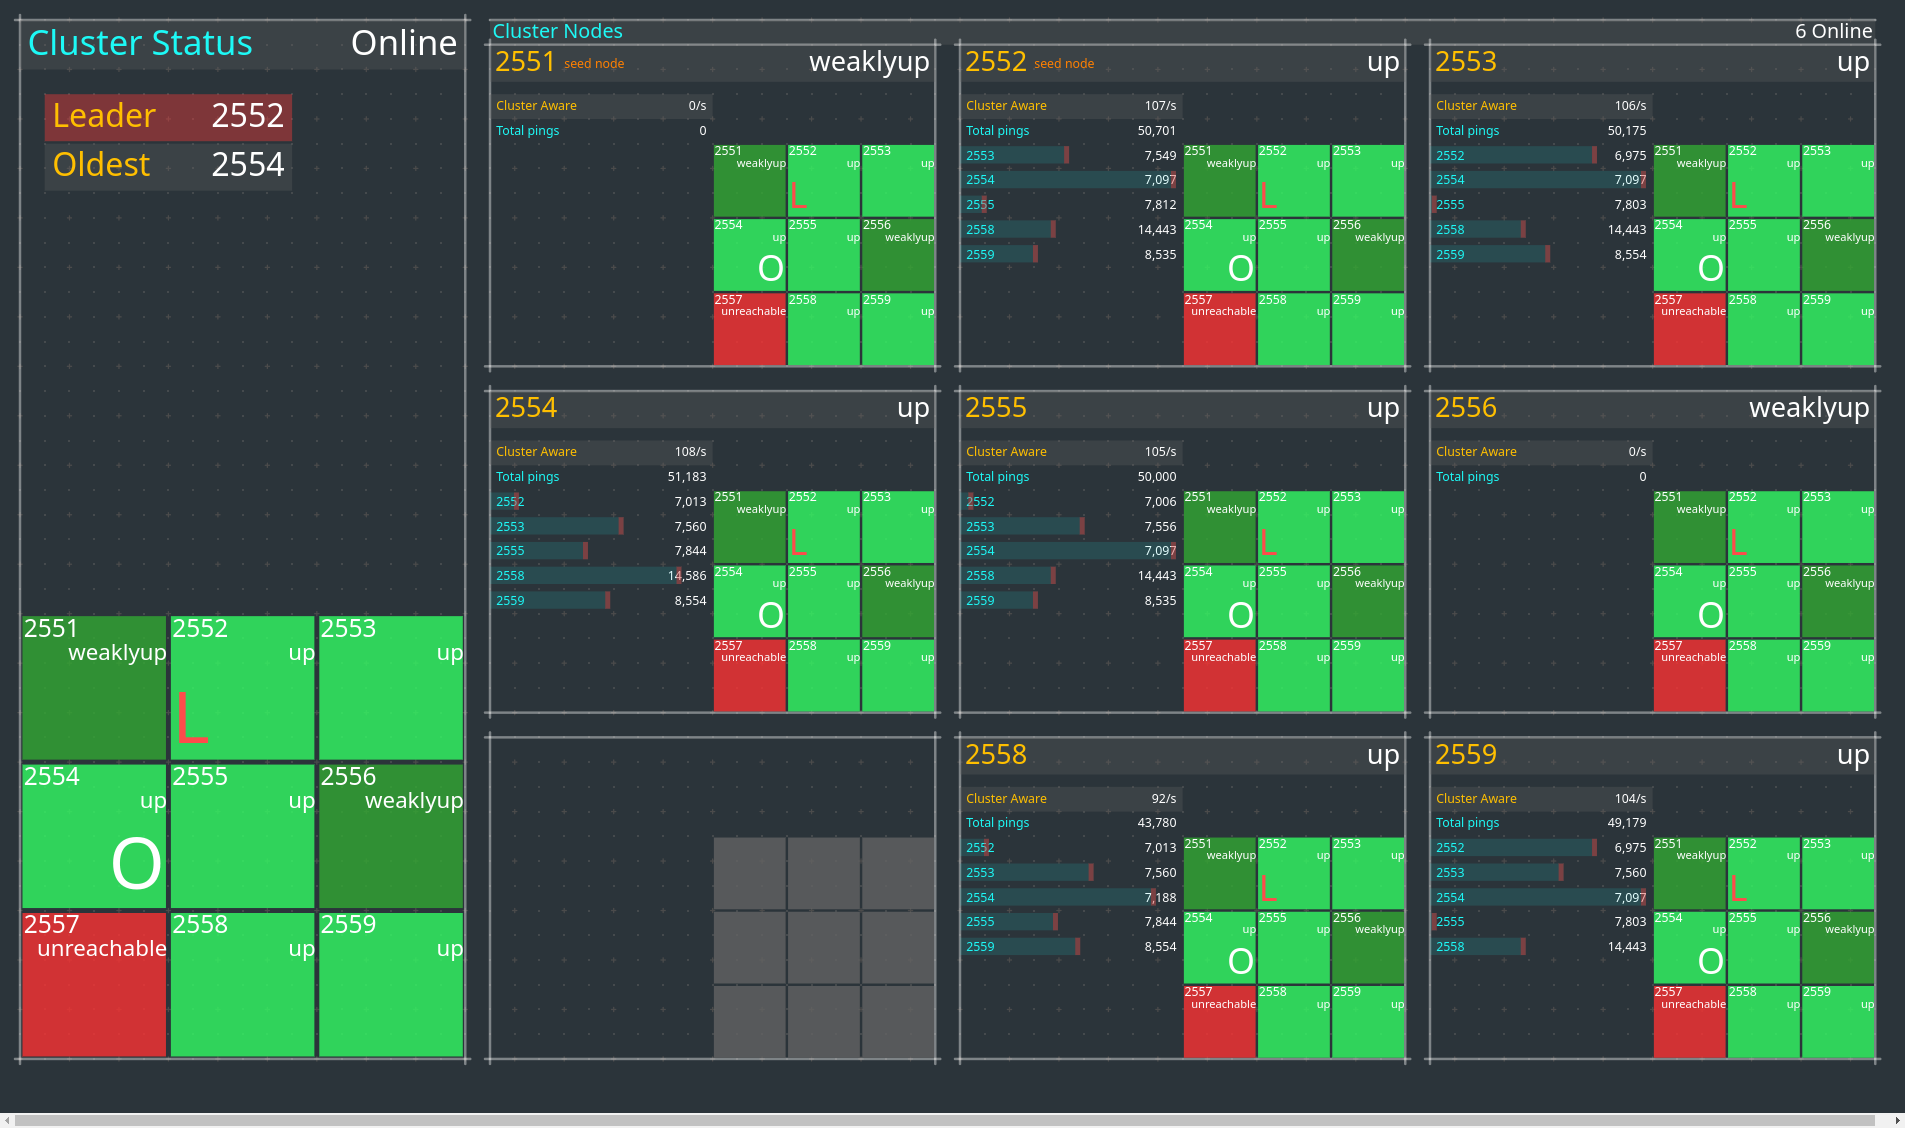 Cluster Status Online
Leader 2552
Oldest 2554
2551 weaklyup
2552 up L
2553 up
2554 up O
2555 up
2556 weaklyup
2557 unreachable
2558 up
2559 up
Cluster Nodes 6 Online
2551 seed node weaklyup
Cluster Aware 0/s
Total pings 0
2551 weaklyup
2552 up L
2553 up
2554 up O
2555 up
2556 weaklyup
2557 unreachable
2558 up
2559 up
2552 seed node up
Cluster Aware 107/s
Total pings 50,701
2553 7,549
2554 7,097
2555 7,812
2558 14,443
2559 8,535
2551 weaklyup
2552 up L
2553 up
2554 up O
2555 up
2556 weaklyup
2557 unreachable
2558 up
2559 up
2553 up
Cluster Aware 106/s
Total pings 50,175
2552 6,975
2554 7,097
2555 7,803
2558 14,443
2559 8,554
2551 weaklyup
2552 up L
2553 up
2554 up O
2555 up
2556 weaklyup
2557 unreachable
2558 up
2559 up
2554 up
Cluster Aware 108/s
Total pings 51,183
2552 7,013
2553 7,560
2555 7,844
2558 14,586
2559 8,554
2551 weaklyup
2552 up L
2553 up
2554 up O
2555 up
2556 weaklyup
2557 unreachable
2558 up
2559 up
2555 up
Cluster Aware 105/s
Total pings 50,000
2552 7,006
2553 7,556
2554 7,097
2558 14,443
2559 8,535
2551 weaklyup
2552 up L
2553 up
2554 up O
2555 up
2556 weaklyup
2557 unreachable
2558 up
2559 up
2556 weaklyup
Cluster Aware 0/s
Total pings 0
2551 weaklyup
2552 up L
2553 up
2554 up O
2555 up
2556 weaklyup
2557 unreachable
2558 up
2559 up
2558 up
Cluster Aware 92/s
Total pings 43,780
2552 7,013
2553 7,560
2554 7,188
2555 7,844
2559 8,554
2551 weaklyup
2552 up L
2553 up
2554 up O
2555 up
2556 weaklyup
2557 unreachable
2558 up
2559 up
2559 up
Cluster Aware 104/s
Total pings 49,179
2552 6,975
2553 7,560
2554 7,097
2555 7,803
2558 14,443
2551 weaklyup
2552 up L
2553 up
2554 up O
2555 up
2556 weaklyup
2557 unreachable
2558 up
2559 up